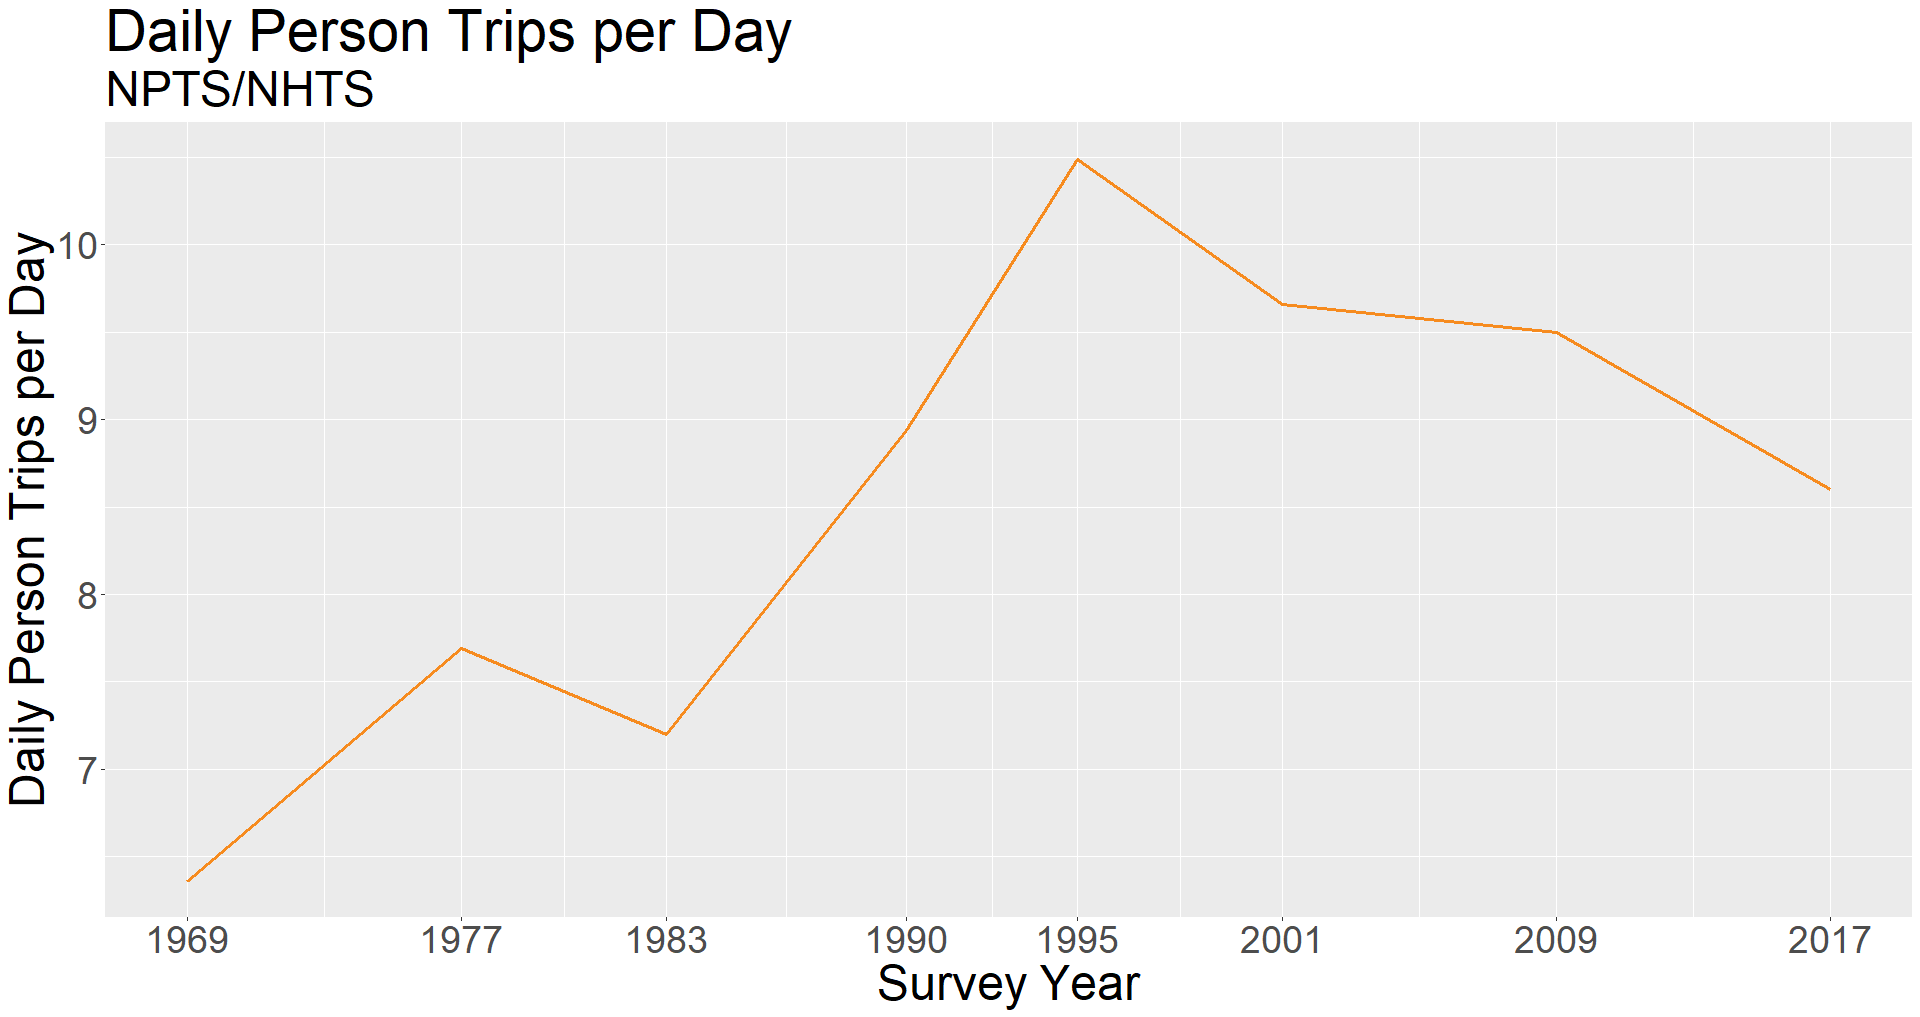 Daily Person Trips per Day
NPTS/NHTS
Daily Person Trips per Day
10
9
8
7
1969 1977 1983 1990 1995 2001 2009 2017
Survey Year